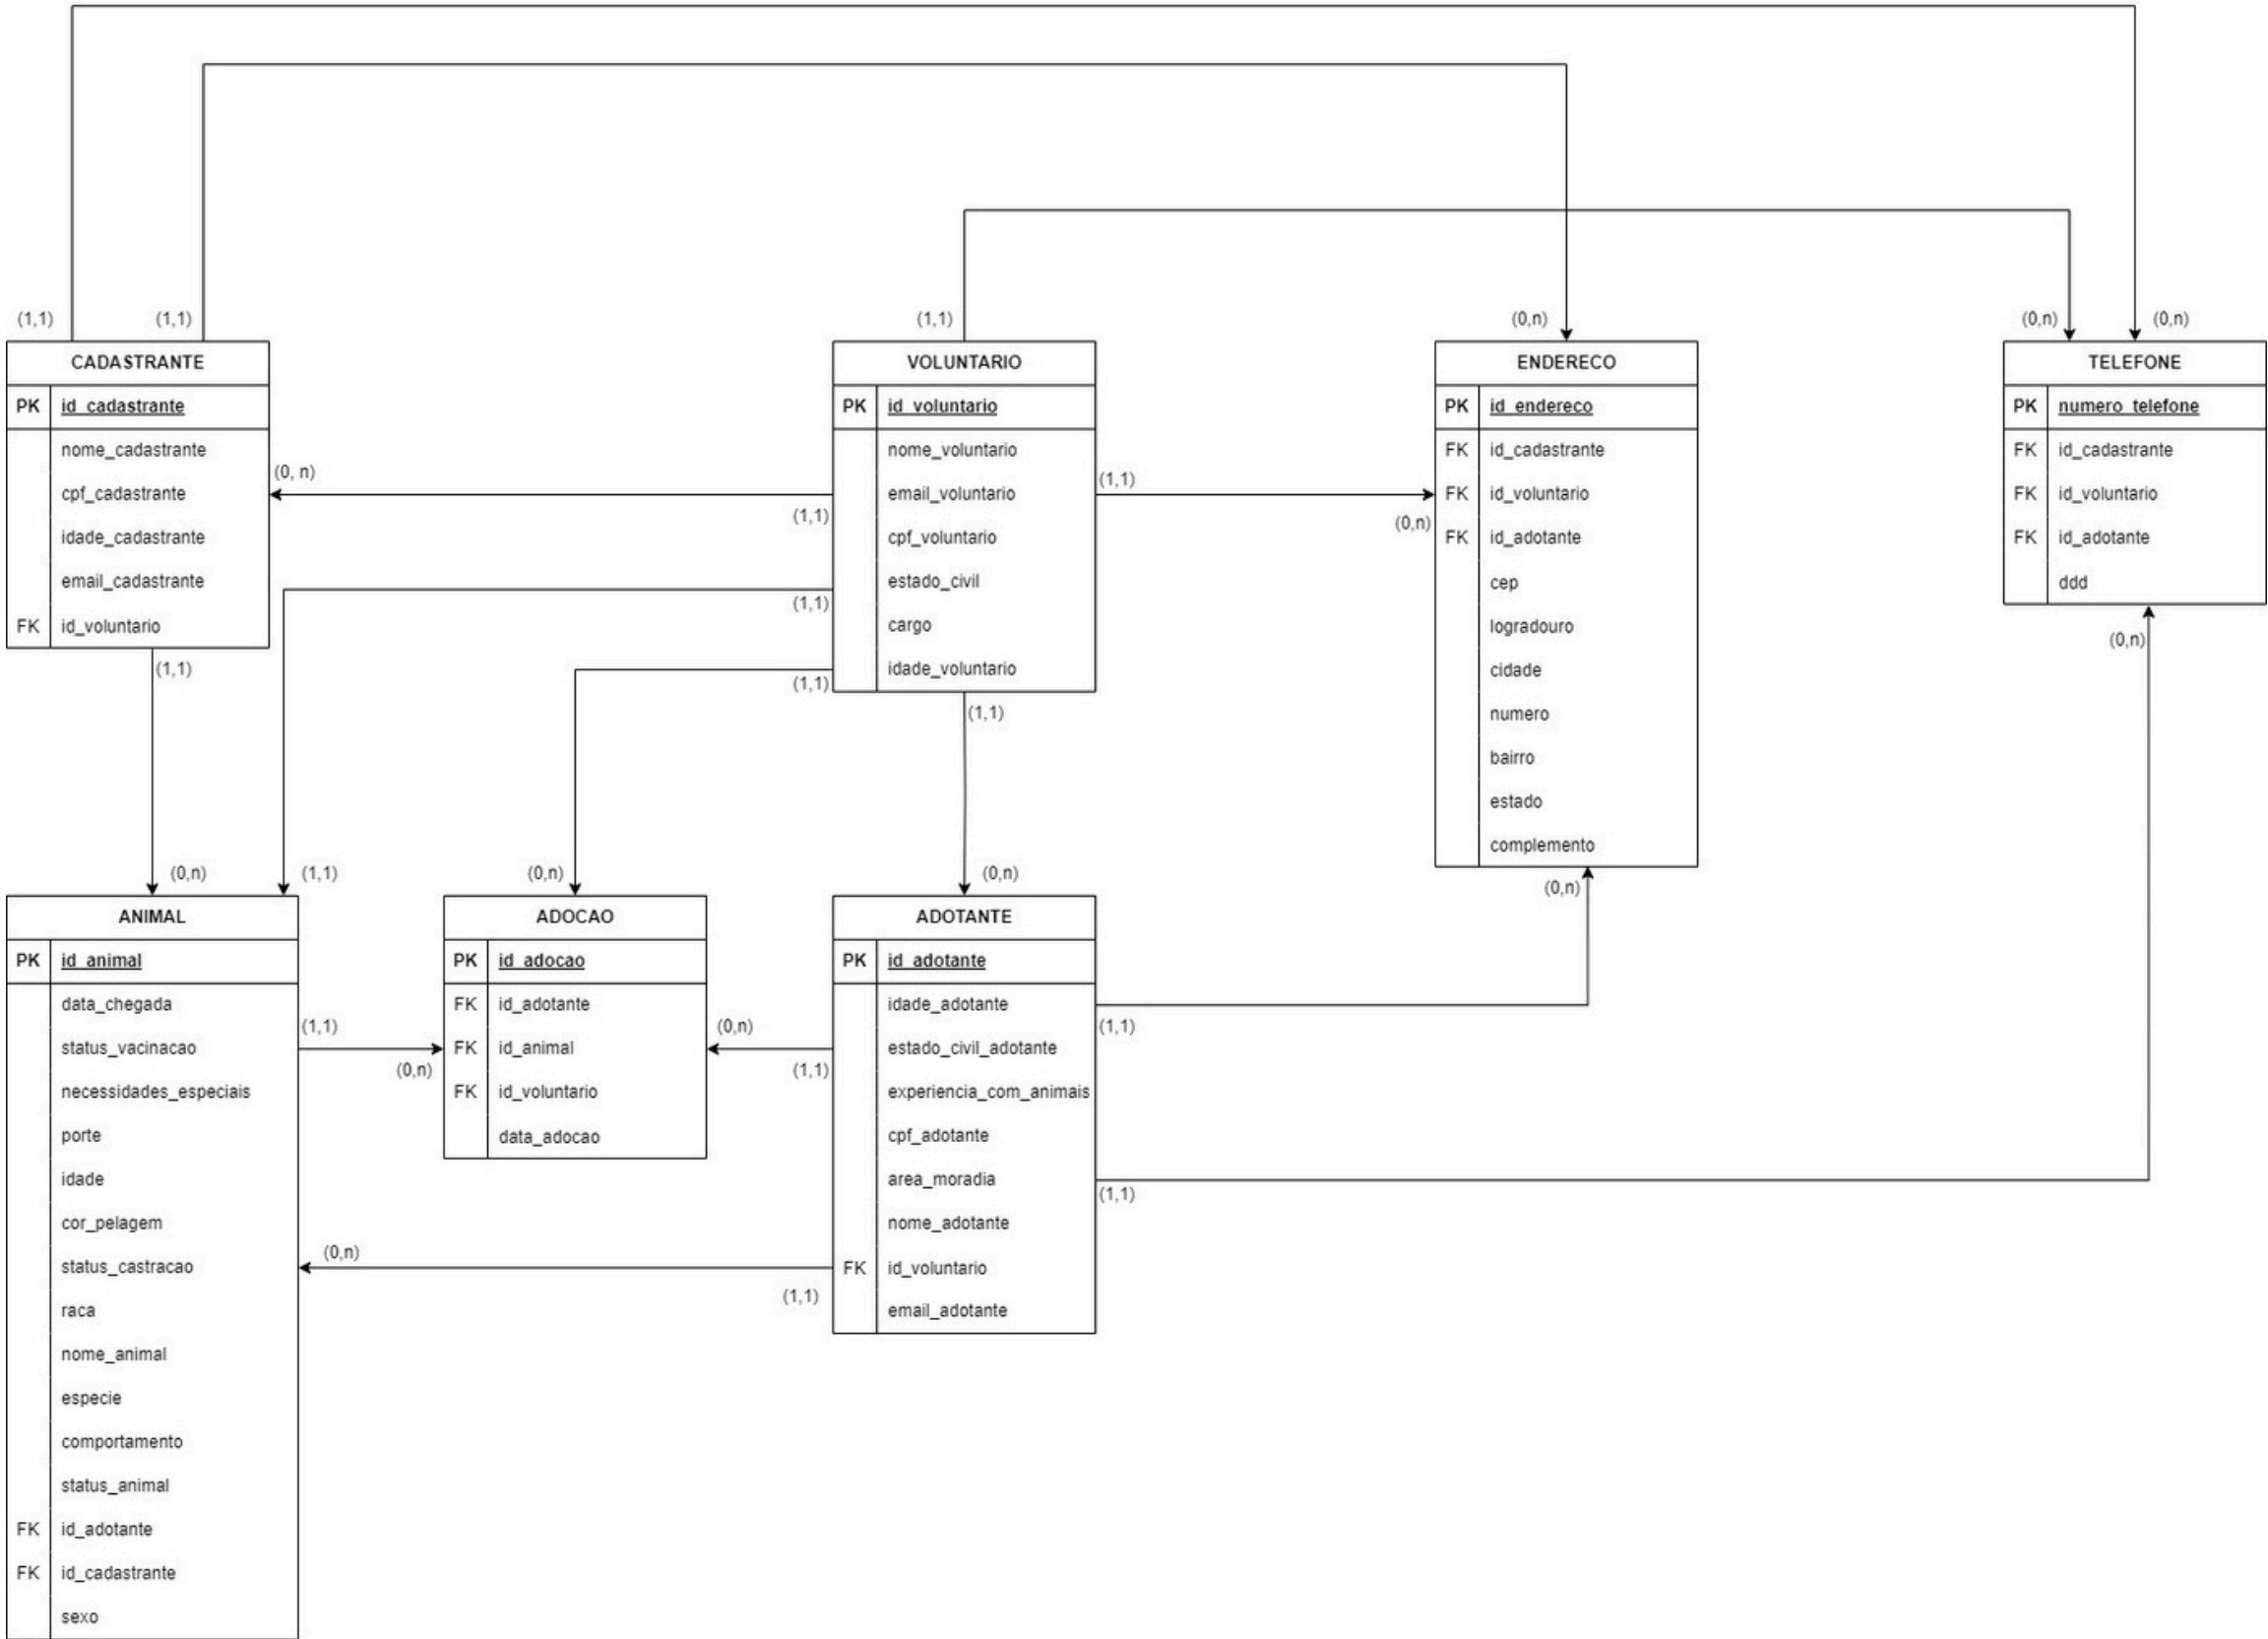 (1,1)
(1,1)
(1,1)
(0,n)
(0,n)
(0,n)
CADASTRANTE
PK id_cadastrante
nome_cadastrante
cpf_cadastrante
idade_cadastrante
email_cadastrante
FK id_voluntario
(0, n)
(1,1)
(1,1)
(1,1)
(1,1)
VOLUNTARIO
PK id_voluntario
nome_voluntario
email_voluntario
cpf_voluntario
estado_civil
cargo
idade_voluntario
(1,1)
(1,1)
(0,n)
ENDERECO
PK id_endereco
FK id_cadastrante
FK id_voluntario
FK id_adotante
cep
logradouro
cidade
numero
bairro
estado
complemento
(0,n)
TELEFONE
PK numero_telefone
FK id_cadastrante
FK id_voluntario
FK id_adotante
ddd
(0,n)
(0,n)
(1,1)
(0,n)
(0,n)
ANIMAL
PK id_animal
data_chegada
status_vacinacao
necessidades_especiais
porte
idade
cor_pelagem
status_castracao
raca
nome_animal
especie
comportamento
status_animal
FK id_adotante
FK id_cadastrante
sexo
(1,1)
(0,n)
ADOCAO
PK id_adocao
FK id_adotante
FK id_animal
FK id_voluntario
data_adocao
(0,n)
(1,1)
(0,n)
(1,1)
ADOTANTE
PK id_adotante
idade_adotante
estado_civil_adotante
experiencia_com_animais
cpf_adotante
area_moradia
nome_adotante
FK id_voluntario
email_adotante
(1,1)
(1,1)